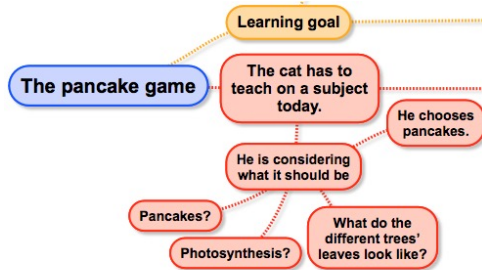 Learning goal
The pancake game
The cat has to
teach on a subject
today.
He chooses
pancakes.
He is considering
what it should be
Pancakes?
Photosynthesis?
What do the
different trees'
leaves look like?